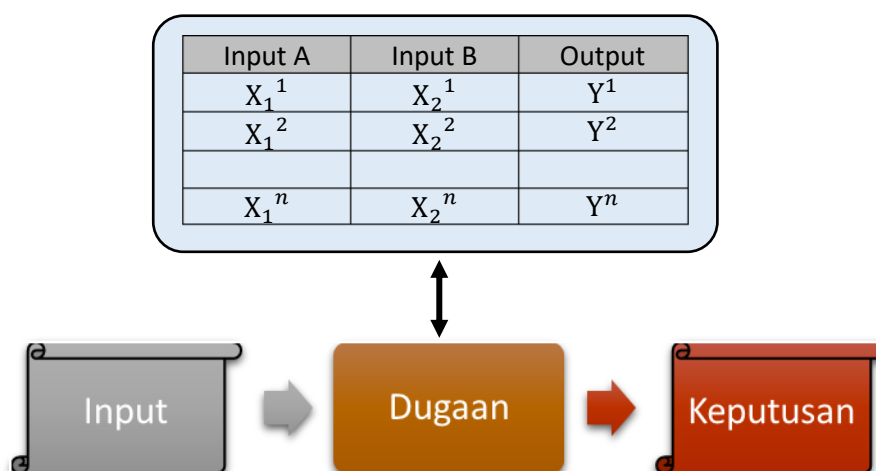 Input A Input B Output
X₁¹ X₂¹ Y¹
X₁² X₂² Y²
X₁ⁿ X₂ⁿ Yⁿ
Input Dugaan Keputusan